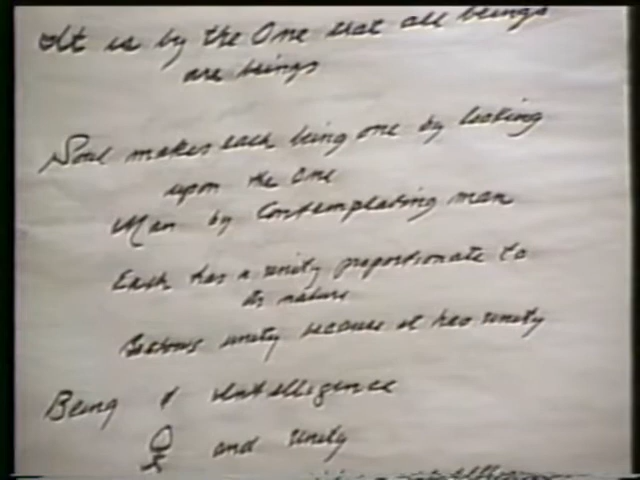 It is by the One that all beings
are beings
Soul makes each being one by looking
upon the One
Man by Contemplating man
Each has a unity proportionate to
its nature
Bestows unity because it has unity
Being & Intelligence
and Unity